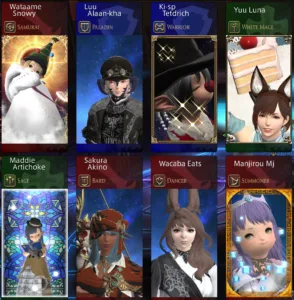 Wataame
Snowy
SAMURAI
Luu
Alaan-kha
PALADIN
Ki-sp
Tetdrich
WARRIOR
Yuu Luna
WHITE MAGE
Maddie
Artichoke
SAGE
Sakura
Akino
BARD
Wacaba Eats
DANCER
Manjirou Mj
SUMMONER